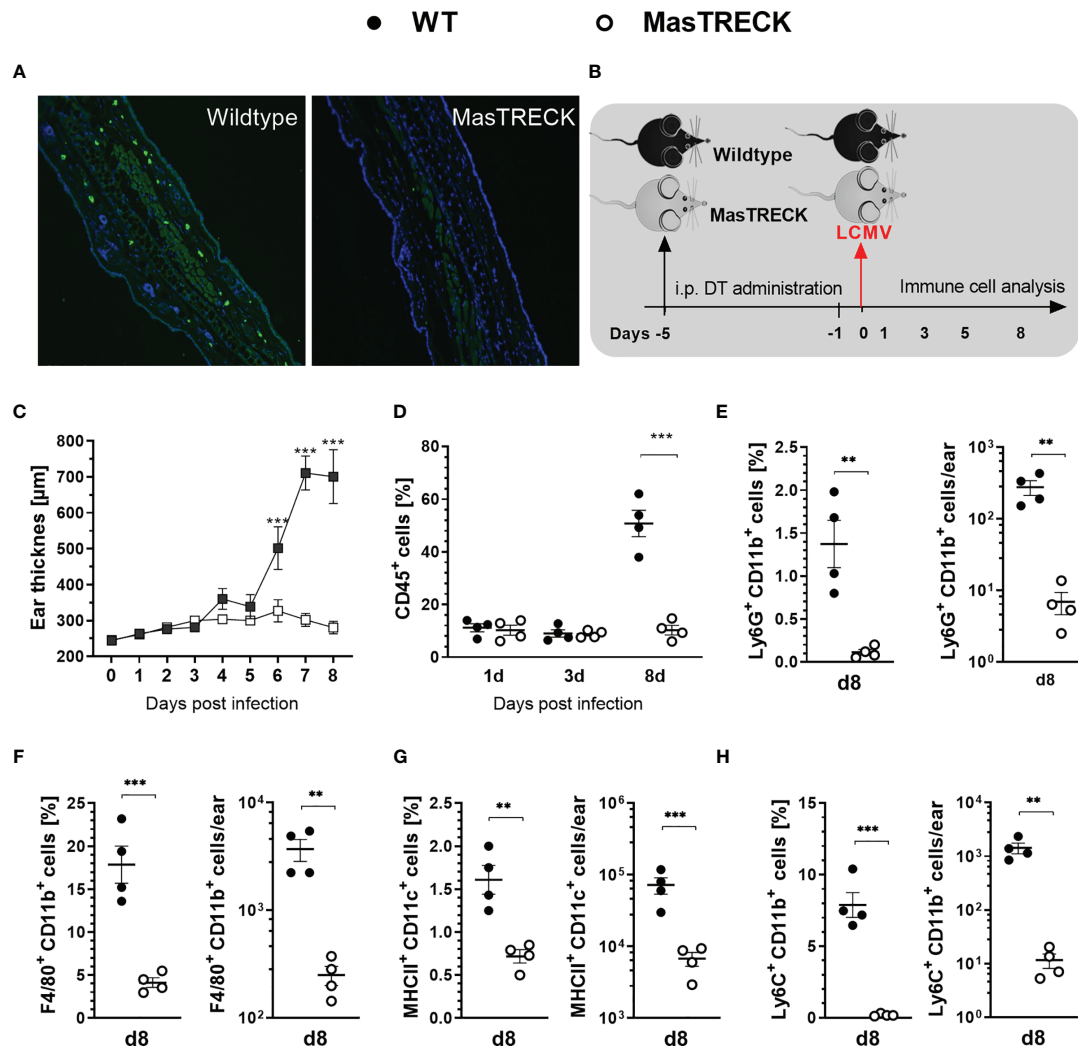 WT MasTRECK
A
Wildtype
MasTRECK
B
Wildtype
MasTRECK
LCMV
i.p. DT administration
Immune cell analysis
Days -5 -1 0 1 3 5 8
C
Ear thicknes [µm]
800
700
600
500
400
300
200
0 1 2 3 4 5 6 7 8
Days post infection
*** *** ***
D
CD45+ cells [%]
80
60
40
20
0
***
1d 3d 8d
Days post infection
E
Ly6G+ CD11b+ cells [%]
2.5
2.0
1.5
1.0
0.5
0.0
**
d8
Ly6G+ CD11b+ cells/ear
10³
10²
10¹
10⁰
**
d8
F
F4/80+ CD11b+ cells [%]
25
20
15
10
5
0
***
d8
F4/80+ CD11b+ cells/ear
10⁴
10³
10²
**
d8
G
MHCII+ CD11c+ cells [%]
2.5
2.0
1.5
1.0
0.5
0.0
**
d8
MHCII+ CD11c+ cells/ear
10⁶
10⁵
10⁴
10³
***
d8
H
Ly6C+ CD11b+ cells [%]
15
10
5
0
***
d8
Ly6C+ CD11b+ cells/ear
10⁴
10³
10²
10¹
10⁰
**
d8